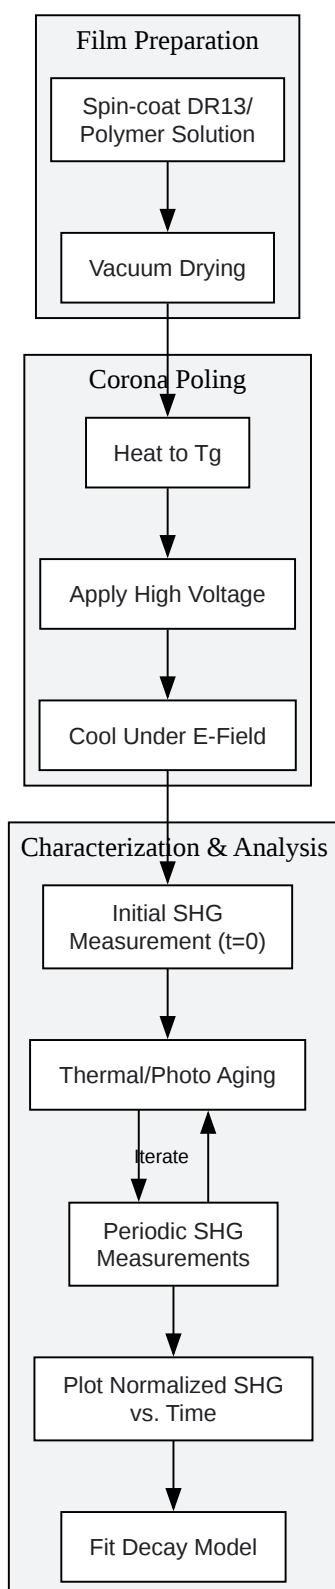 Film Preparation
Spin-coat DR13/
Polymer Solution
Vacuum Drying
Corona Poling
Heat to Tg
Apply High Voltage
Cool Under E-Field
Characterization & Analysis
Initial SHG
Measurement (t=0)
Thermal/Photo Aging
Iterate
Periodic SHG
Measurements
Plot Normalized SHG
vs. Time
Fit Decay Model